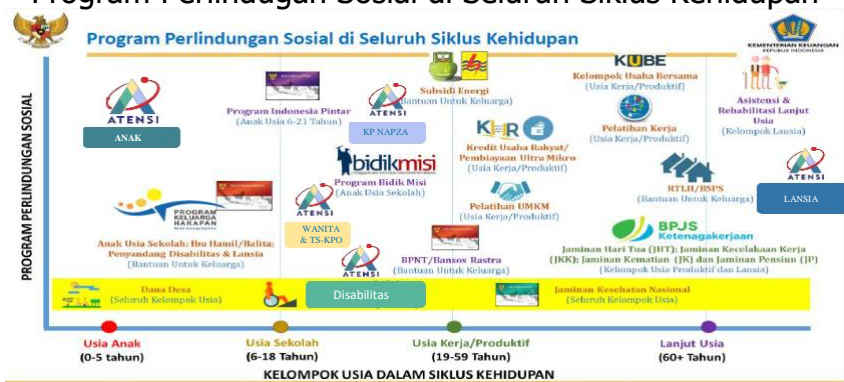 Program Perlindugan Sosial di Seluruh Siklus Kehidupan
Program Perlindungan Sosial di Seluruh Siklus Kehidupan
KEMENTERIAN KEUANGAN
REPUBLIK INDONESIA
PROGRAM PERLINDUNGAN SOSIAL
ATENSI
ANAK
Program Indonesia Pintar
(Anak Usia 6-21 Tahun)
ATENSI
KP NAPZA
Subsidi Energi
(Bantuan Untuk Keluarga)
KUBE
Kelompok Usaha Bersama
(Usia Kerja/Produktif)
Asistensi &
Rehabilitasi Lanjut
Usia
(Kelompok Lansia)
KUR
Kredit Usaha Rakyat/
Pembiayaan Ultra Mikro
(Usia Kerja/Produktif)
Pelatihan Kerja
(Usia Kerja/Produktif)
bidikmisi
Program Bidik Misi
(Anak Usia Sekolah)
ATENSI
WANITA
& TS-KPO
Pelatihan UMKM
(Usia Kerja/Produktif)
RTLH/BSPS
(Bantuan Untuk Keluarga)
ATENSI
LANSIA
PROGRAM
KELUARGA
HARAPAN
Anak Usia Sekolah; Ibu Hamil/Balita;
Penyandang Disabilitas & Lansia
(Bantuan Untuk Keluarga)
ATENSI
BPNT/Bansos Rastra
(Bantuan Untuk Keluarga)
BPJS
Ketenagakerjaan
Jaminan Hari Tua (JHT); Jaminan Kecelakaan Kerja
(JKK); Jaminan Kematian (JK) dan Jaminan Pensiun (JP)
(Kelompok Usia Produktif dan Lansia)
Dana Desa
(Seluruh Kelompok Usia)
Disabilitas
Jaminan Kesehatan Nasional
(Seluruh Kelompok Usia)
Usia Anak
(0-5 tahun)
Usia Sekolah
(6-18 Tahun)
Usia Kerja/Produktif
(19-59 Tahun)
Lanjut Usia
(60+ Tahun)
KELOMPOK USIA DALAM SIKLUS KEHIDUPAN